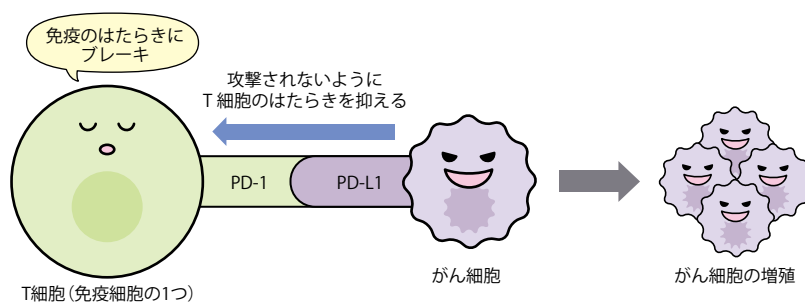 免疫のはたらきに
ブレーキ
攻撃されないように
T細胞のはたらきを抑える
PD-1
PD-L1
T細胞（免疫細胞の1つ）
がん細胞
がん細胞の増殖